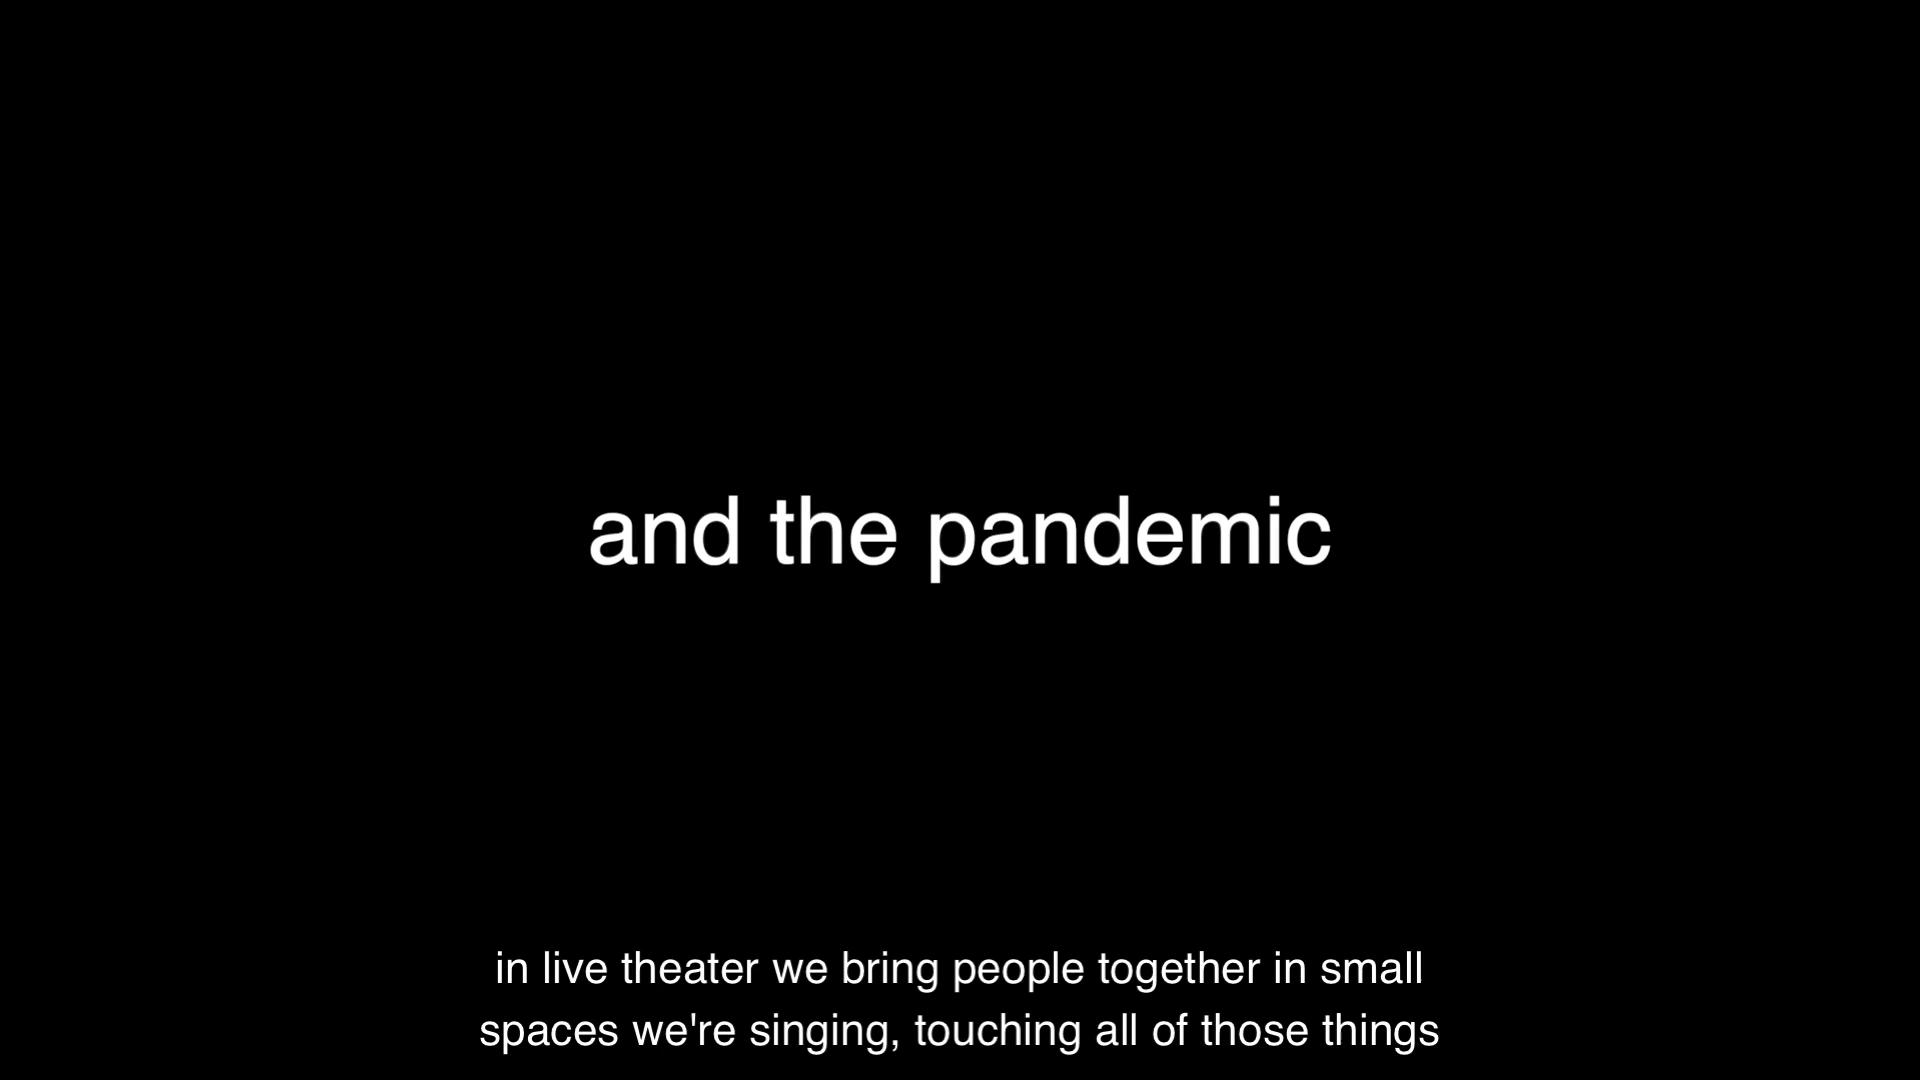 and the pandemic
in live theater we bring people together in small
spaces we're singing, touching all of those things